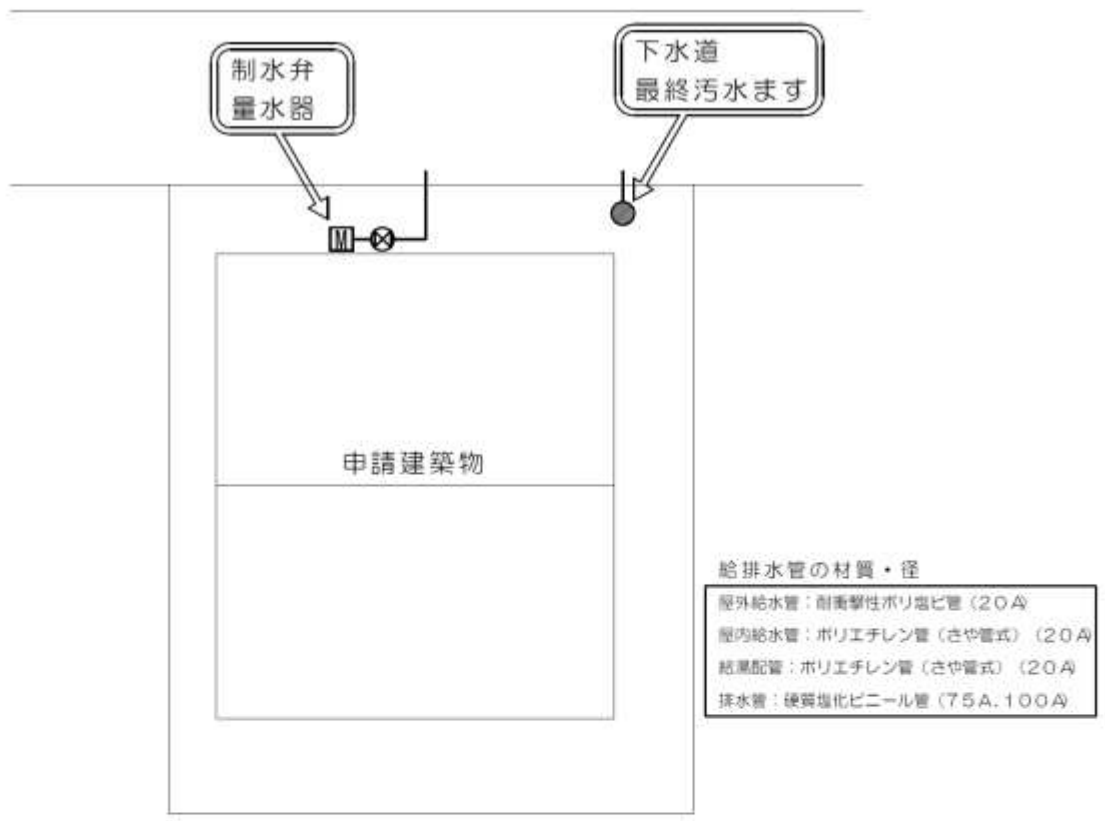 制水弁
量水器
下水道
最終汚水ます
M
申請建築物
給排水管の材質・径
屋外給水管：耐衝撃性ポリ塩ビ管（２０Ａ）
屋内給水管：ポリエチレン管（さや管式）（２０Ａ）
給湯配管：ポリエチレン管（さや管式）（２０Ａ）
排水管：硬質塩化ビニール管（７５Ａ，１００Ａ）